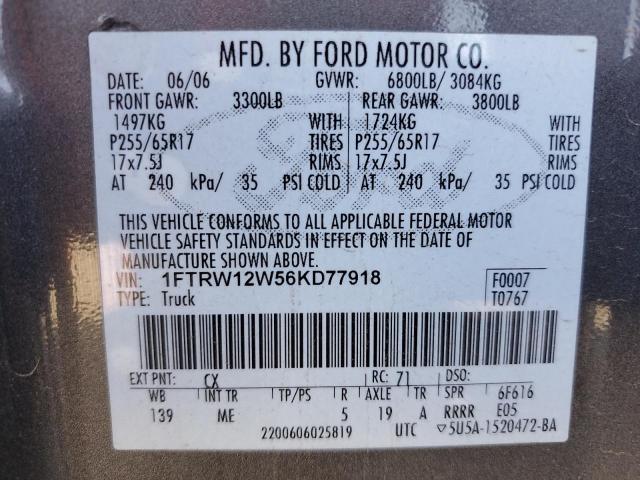 MFD. BY FORD MOTOR CO.
DATE: 06/06 GVWR: 6800LB/ 3084KG
FRONT GAWR: 3300LB REAR GAWR: 3800LB
1497KG WITH 1724KG WITH
P255/65R17 TIRES P255/65R17 TIRES
17x7.5J RIMS 17x7.5J RIMS
AT 240 kPa/ 35 PSI COLD AT 240 kPa/ 35 PSI COLD
THIS VEHICLE CONFORMS TO ALL APPLICABLE FEDERAL MOTOR
VEHICLE SAFETY STANDARDS IN EFFECT ON THE DATE OF
MANUFACTURE SHOWN ABOVE.
VIN: 1FTRW12W56KD77918 F0007
TYPE: Truck T0767
EXT PNT: CX RC: 71 DSO:
WB INT TR TP/PS R AXLE TR SPR 6F616
139 ME 5 19 A RRRR E05
2200606025819 UTC ▽5U5A-1520472-BA
Ford